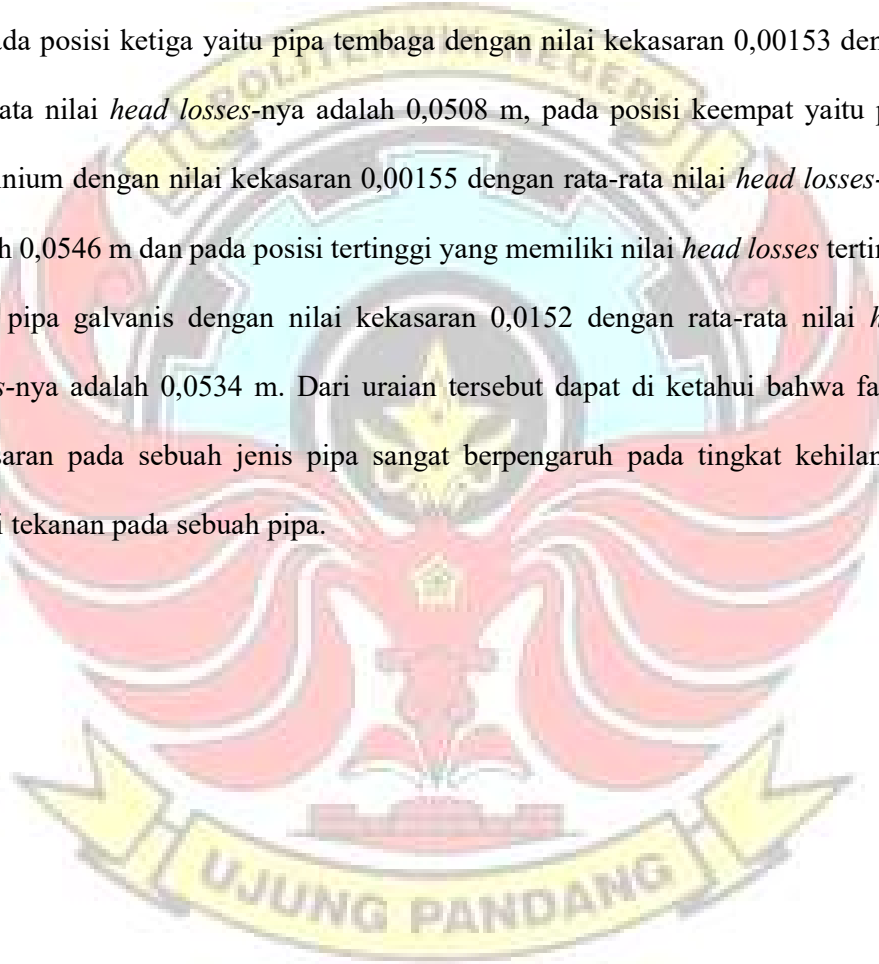 ada posisi ketiga yaitu pipa tembaga dengan nilai kekasaran 0,00153 den
ata nilai head losses-nya adalah 0,0508 m, pada posisi keempat yaitu p
inium dengan nilai kekasaran 0,00155 dengan rata-rata nilai head losses-
h 0,0546 m dan pada posisi tertinggi yang memiliki nilai head losses tertin
pipa galvanis dengan nilai kekasaran 0,0152 dengan rata-rata nilai h
s-nya adalah 0,0534 m. Dari uraian tersebut dapat di ketahui bahwa fa
saran pada sebuah jenis pipa sangat berpengaruh pada tingkat kehilan
i tekanan pada sebuah pipa.
POLITEKNIK NEGERI
UJUNG PANDANG